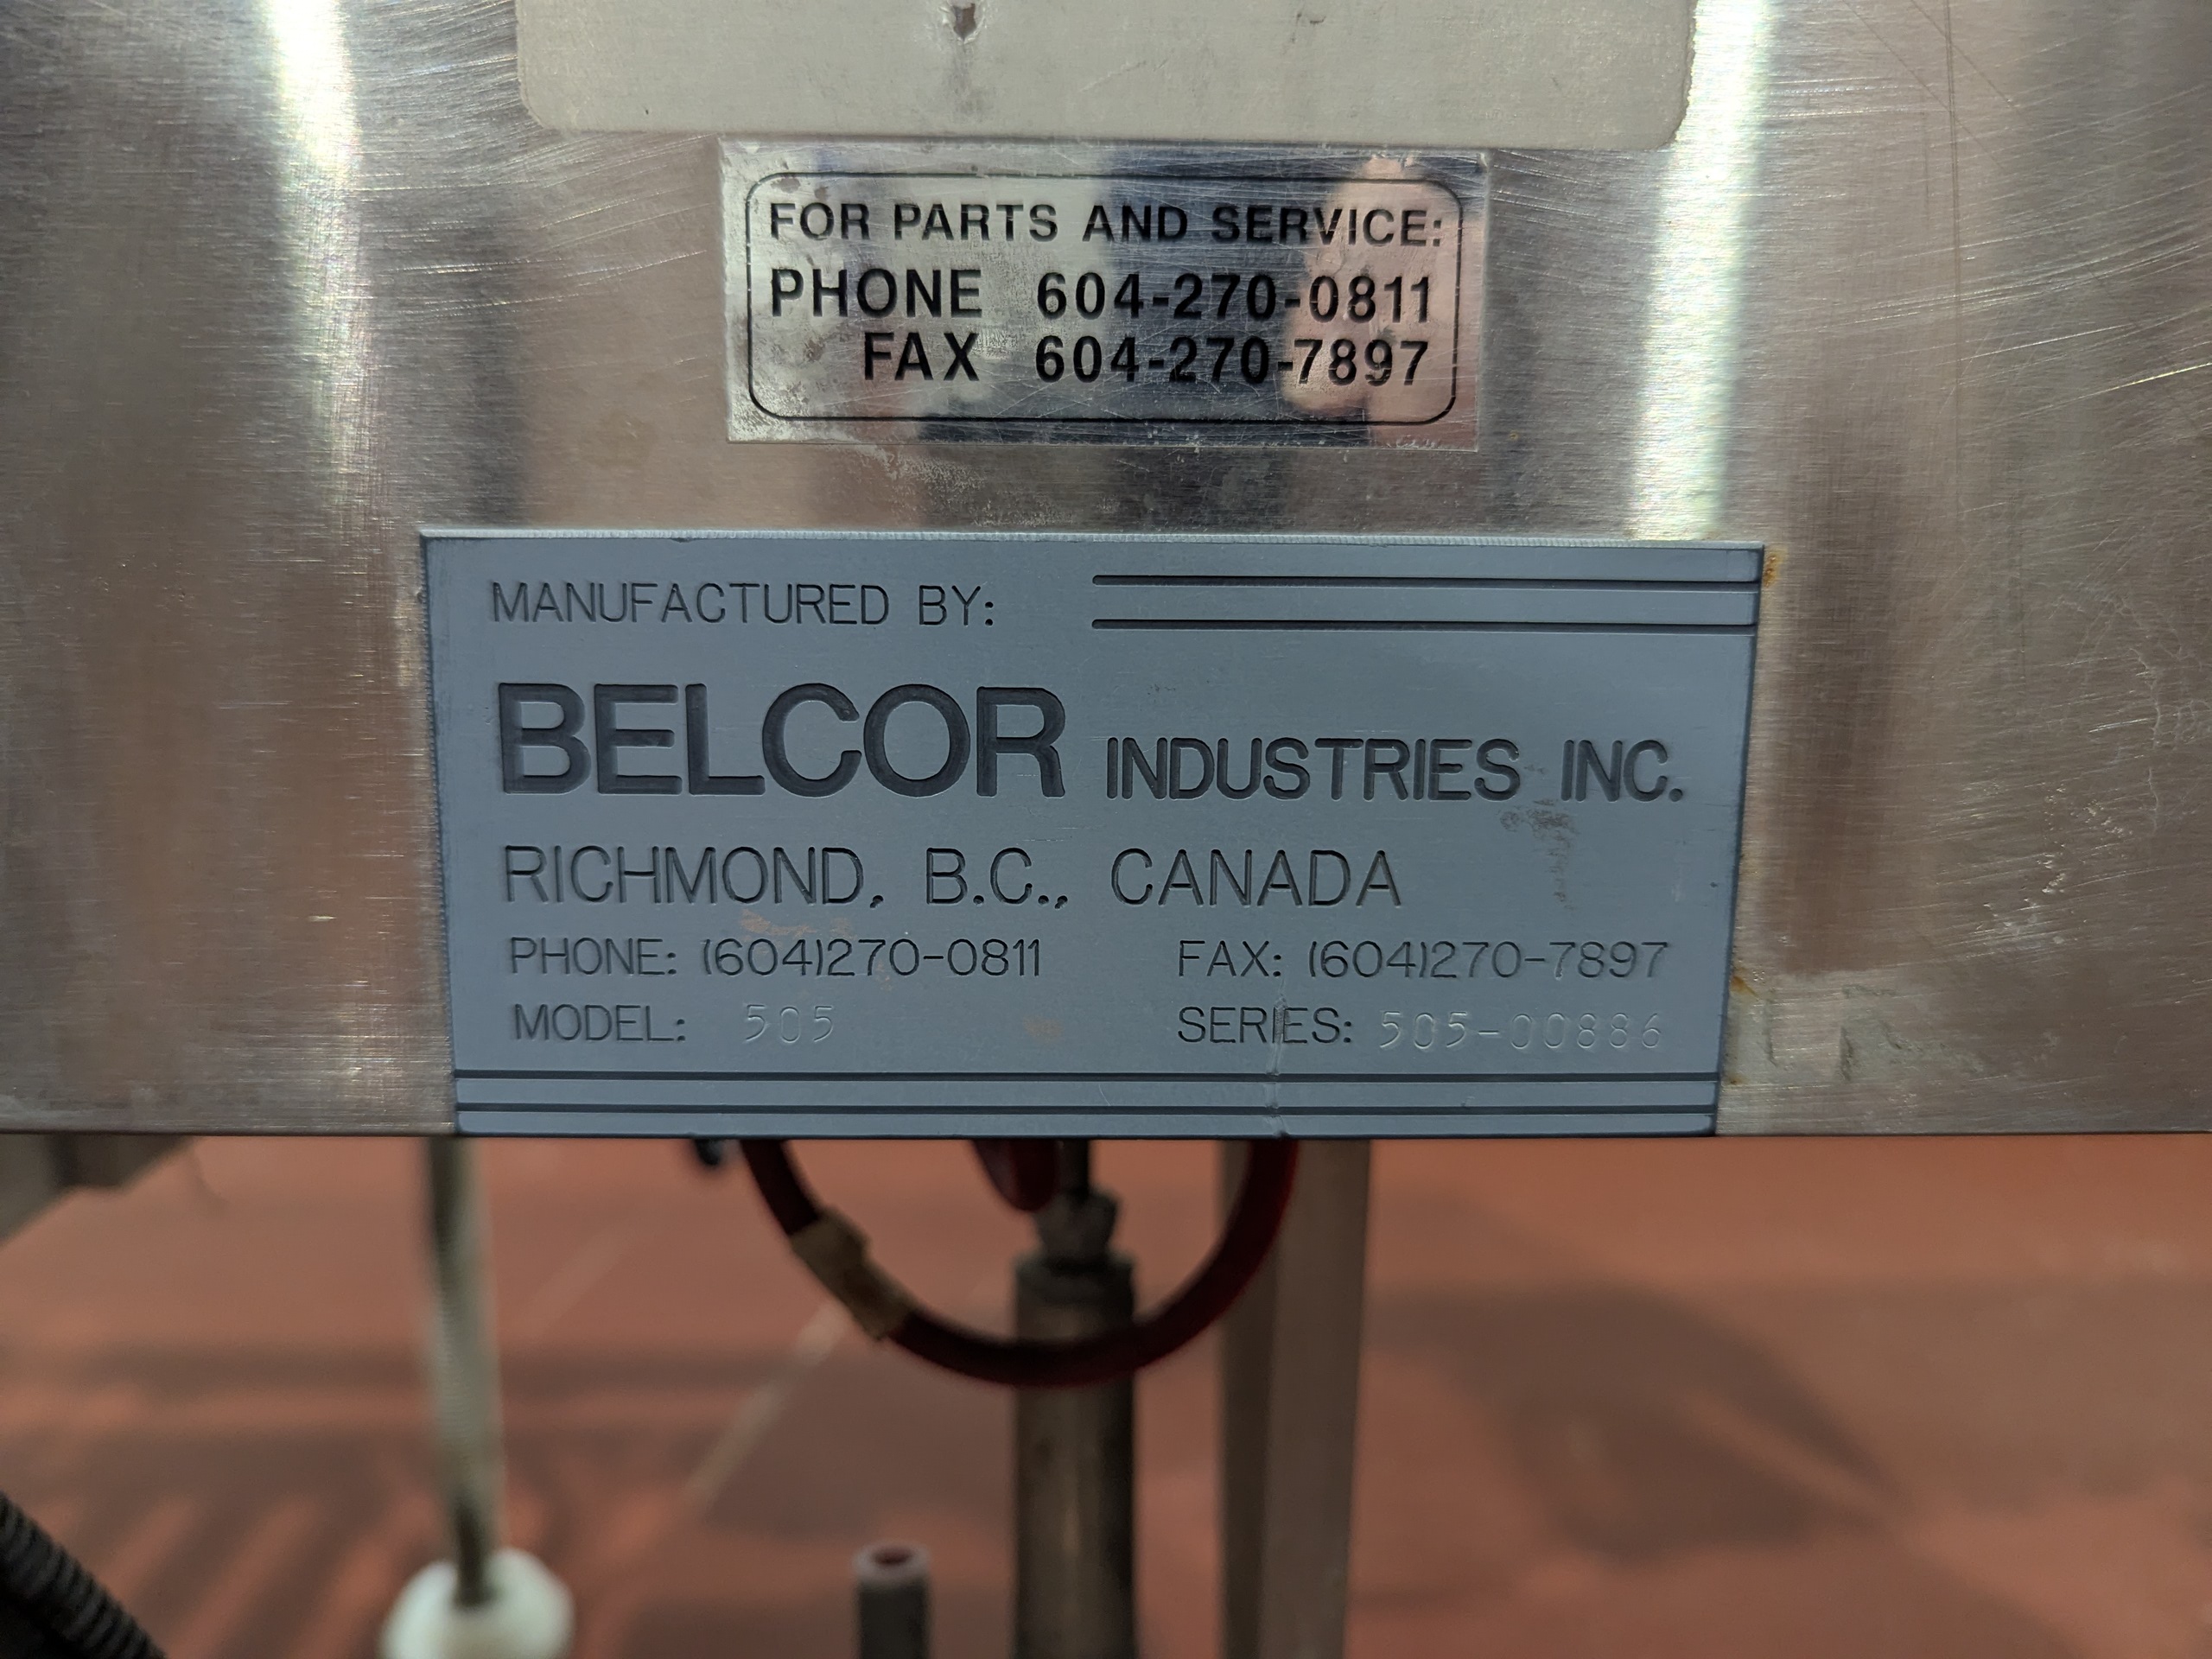 FOR PARTS AND SERVICE:
PHONE 604-270-0811
FAX 604-270-7897
MANUFACTURED BY:
BELCOR INDUSTRIES INC.
RICHMOND, B.C., CANADA
PHONE: (604)270-0811 FAX: (604)270-7897
MODEL: 505 SERIES: 505-00886